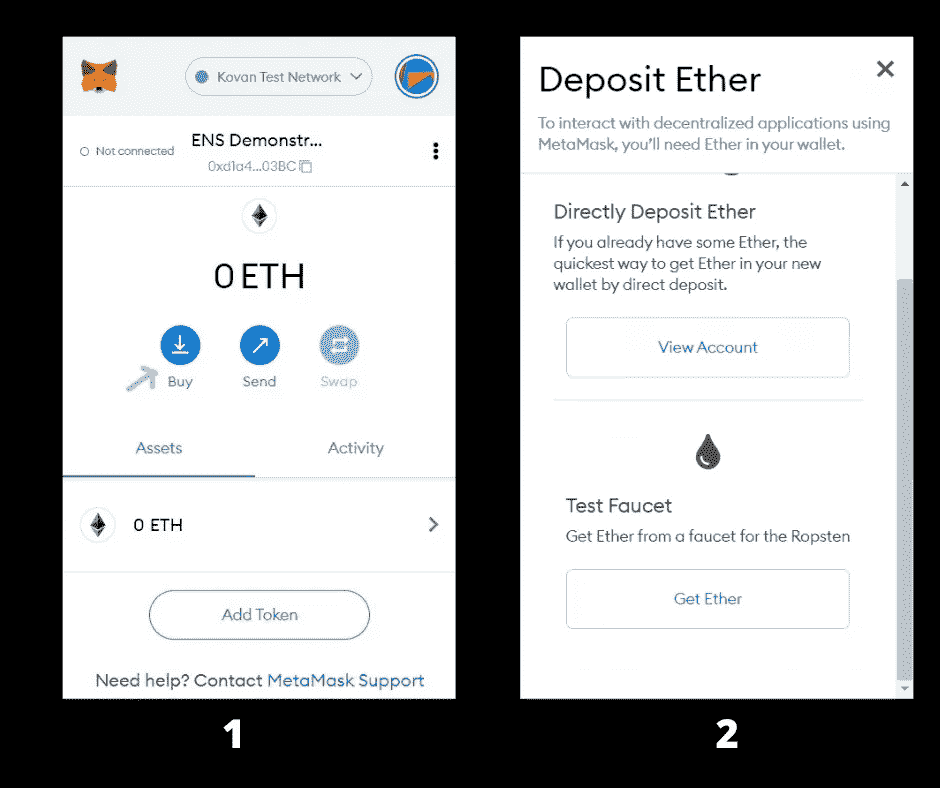 Kovan Test Network
Not connected
ENS Demonstr...
0xd1a4...03BC
0 ETH
Buy
Send
Swap
Assets
Activity
0 ETH
Add Token
Need help? Contact MetaMask Support
1
Deposit Ether
To interact with decentralized applications using
MetaMask, you'll need Ether in your wallet.
Directly Deposit Ether
If you already have some Ether, the
quickest way to get Ether in your new
wallet by direct deposit.
View Account
Test Faucet
Get Ether from a faucet for the Ropsten
Get Ether
2